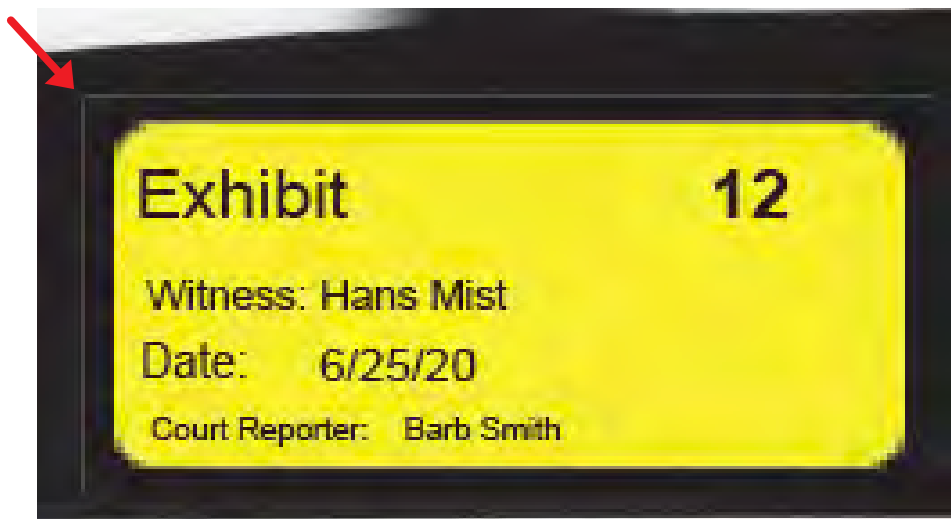 Exhibit 12
Witness: Hans Mist
Date: 6/25/20
Court Reporter: Barb Smith